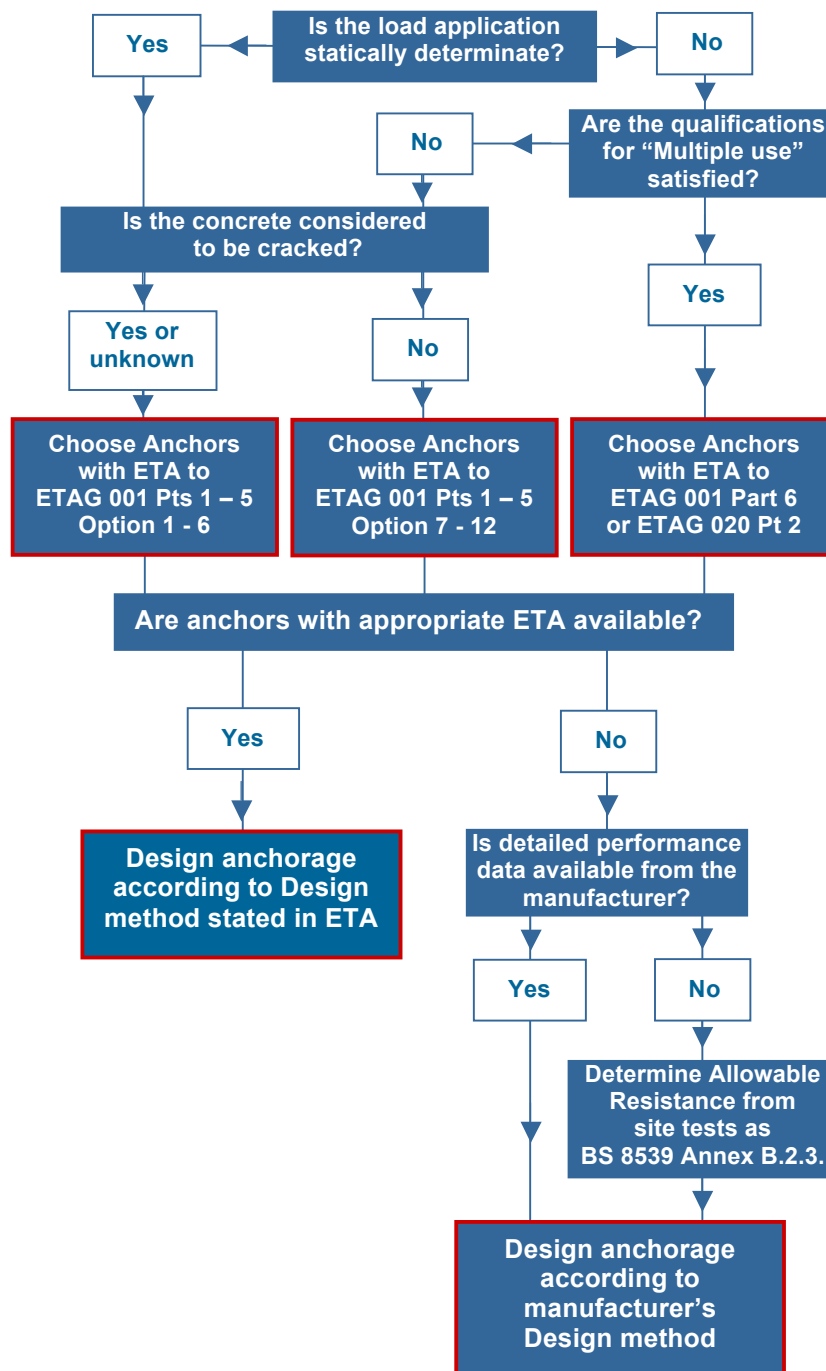 Is the load application
statically determinate?
Yes
No
Are the qualifications
for “Multiple use”
satisfied?
No
Is the concrete considered
to be cracked?
Yes
Yes or
unknown
No
Choose Anchors
with ETA to
ETAG 001 Pts 1 – 5
Option 1 - 6
Choose Anchors
with ETA to
ETAG 001 Pts 1 – 5
Option 7 - 12
Choose Anchors
with ETA to
ETAG 001 Part 6
or ETAG 020 Pt 2
Are anchors with appropriate ETA available?
Yes
No
Design anchorage
according to Design
method stated in ETA
Is detailed performance
data available from the
manufacturer?
Yes
No
Determine Allowable
Resistance from
site tests as
BS 8539 Annex B.2.3.
Design anchorage
according to
manufacturer’s
Design method